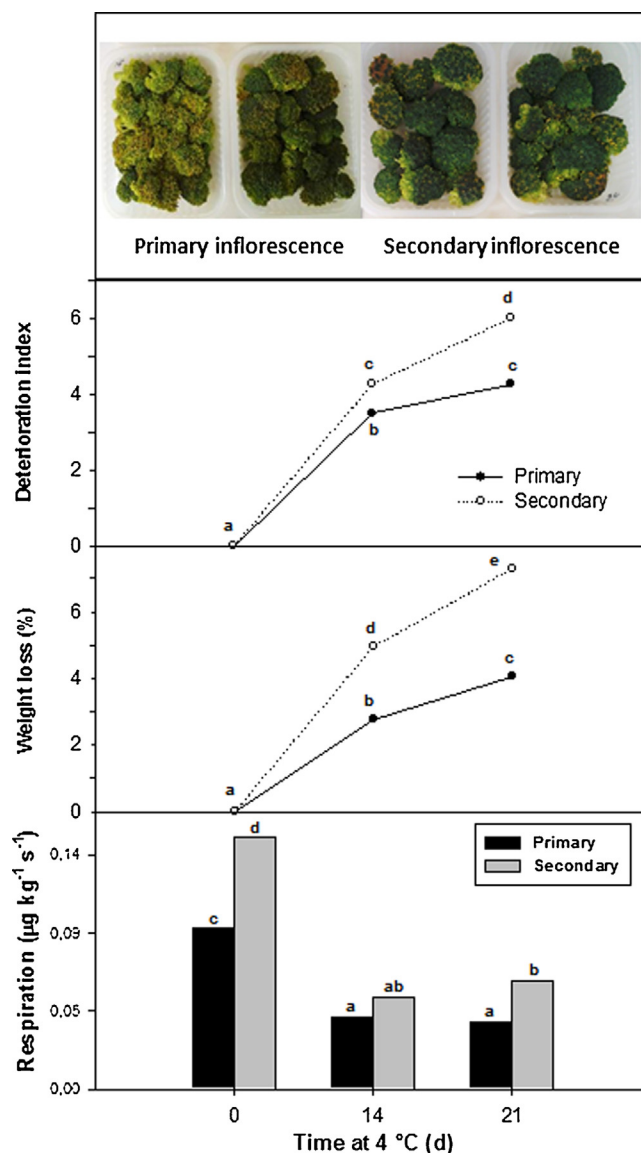 Primary inflorescence Secondary inflorescence
Deterioration index
6
4
2
0
a
c
b
d
c
Primary
Secondary
Weight loss (%)
6
4
2
0
a
d
b
e
c
Respiration (µg kg⁻¹ s⁻¹)
0.14
0.09
0.05
0.00
c
d
a
ab
a
b
Primary
Secondary
0 14 21
Time at 4 °C (d)